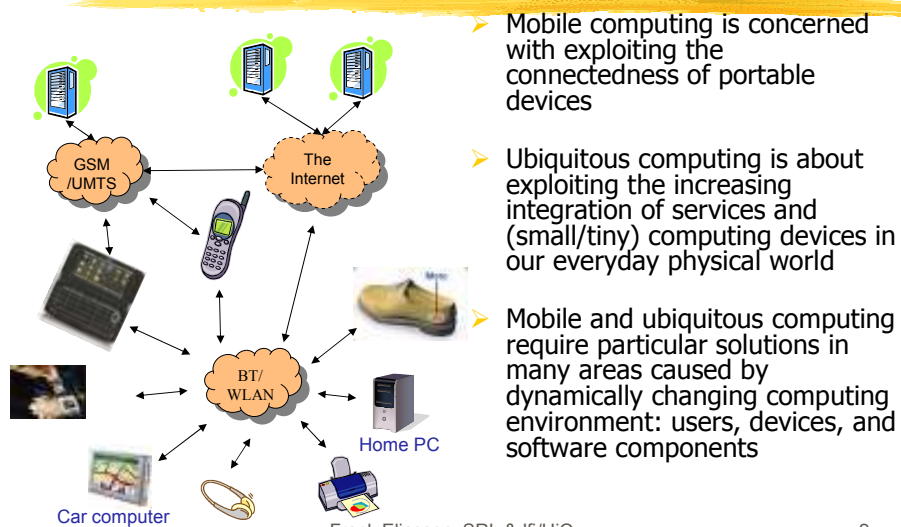 Mobile computing is concerned
with exploiting the
connectedness of portable
devices
Ubiquitous computing is about
exploiting the increasing
integration of services and
(small/tiny) computing devices in
our everyday physical world
Mobile and ubiquitous computing
require particular solutions in
many areas caused by
dynamically changing computing
environment: users, devices, and
software components
GSM
/UMTS
The
Internet
BT/
WLAN
Home PC
Car computer